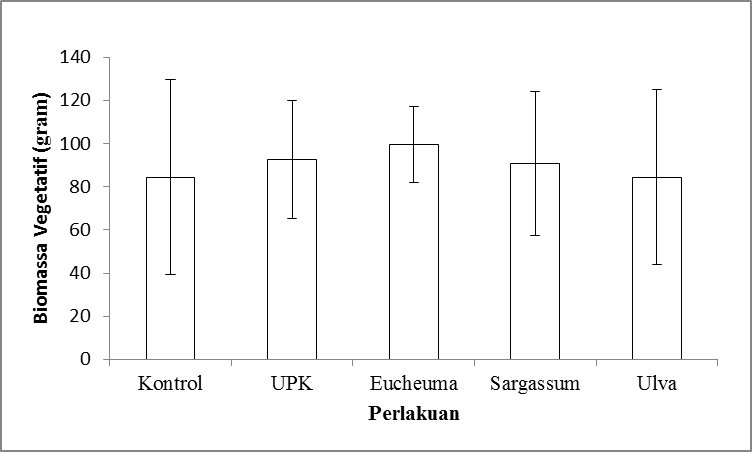 140
120
100
80
60
40
20
0
Biomassa Vegetatif (gram)
Kontrol UPK Eucheuma Sargassum Ulva
Perlakuan